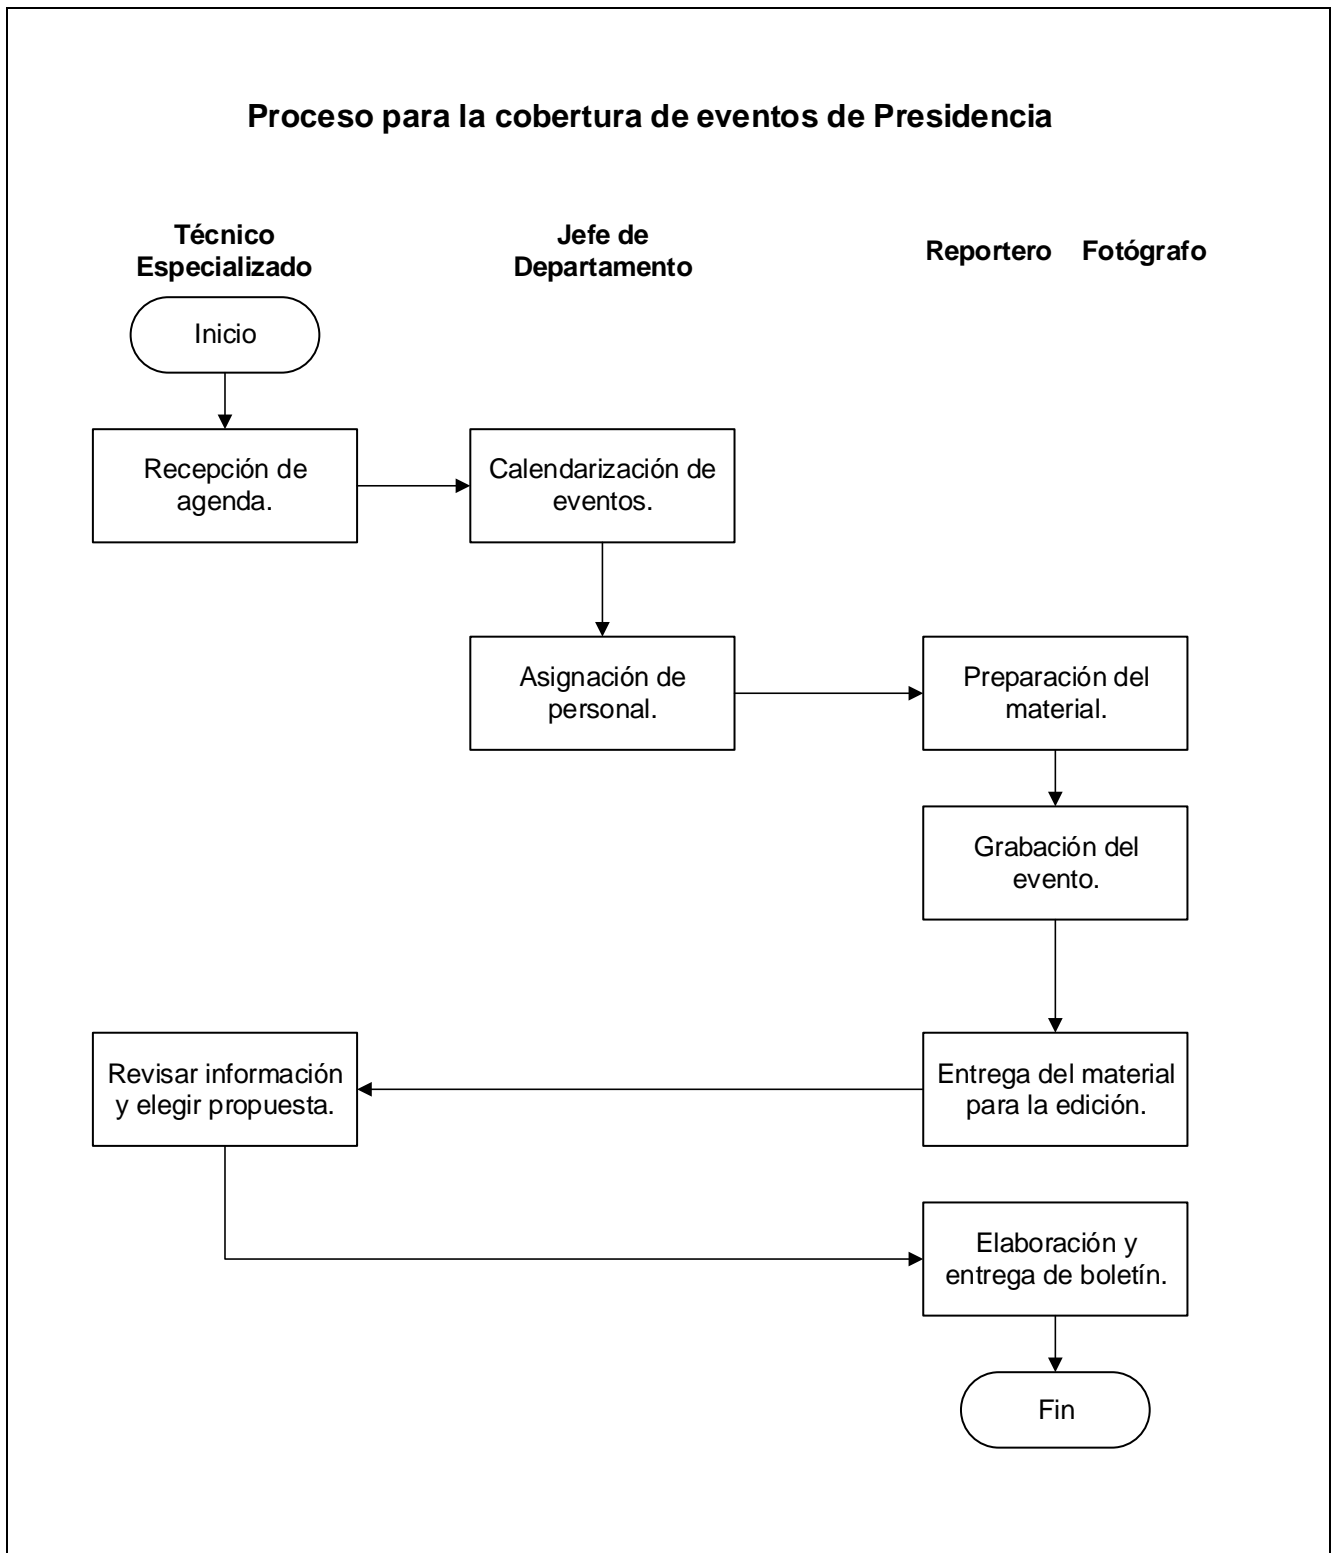 Proceso para la cobertura de eventos de Presidencia
Técnico
Especializado
Jefe de
Departamento
Reportero Fotógrafo
Inicio
Recepción de
agenda.
Calendarización de
eventos.
Asignación de
personal.
Preparación del
material.
Grabación del
evento.
Entrega del material
para la edición.
Revisar información
y elegir propuesta.
Elaboración y
entrega de boletín.
Fin